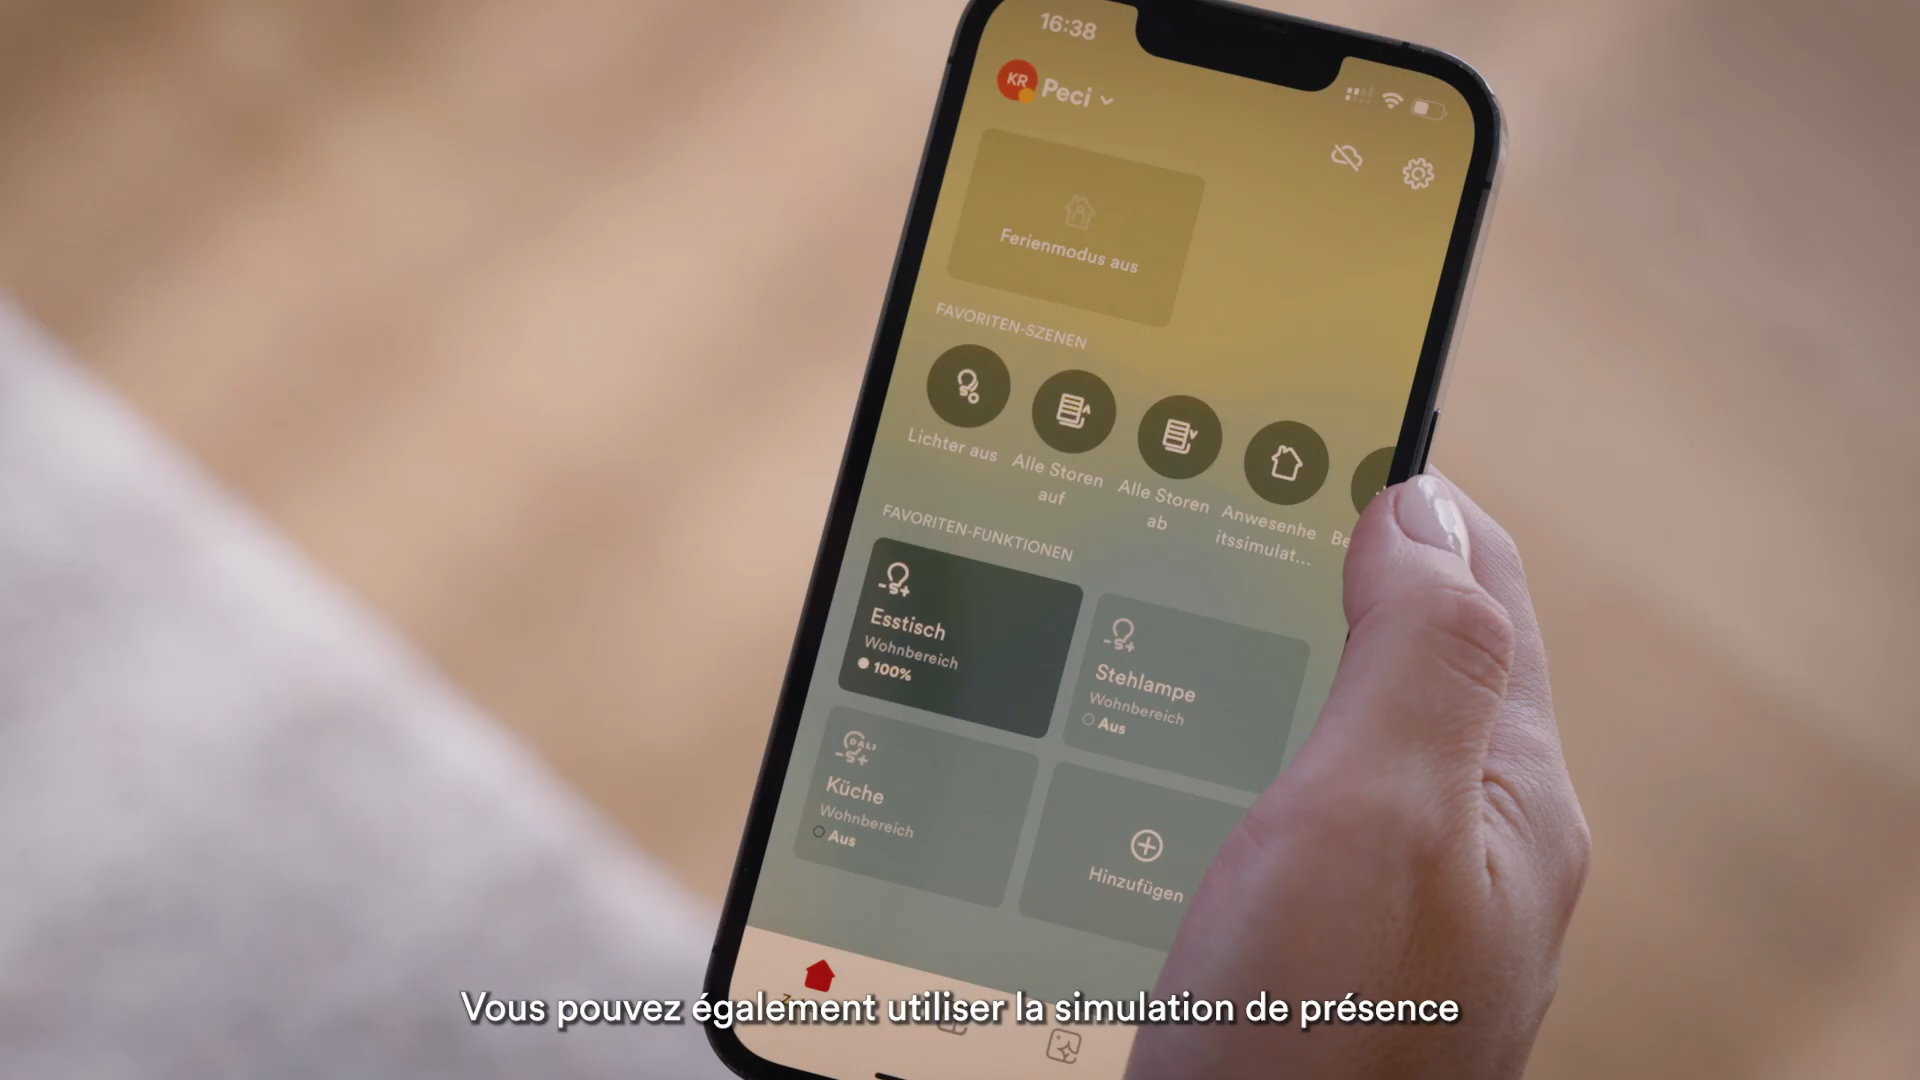 16:38
KR
Peci
Ferienmodus aus
FAVORITEN-SZENEN
Lichter aus
Alle Storen
auf
Alle Storen
ab
Anwesenhe
itssimulat...
Be
FAVORITEN-FUNKTIONEN
Esstisch
Wohnbereich
100%
Stehlampe
Wohnbereich
Aus
DALI
Küche
Wohnbereich
Aus
Hinzufügen
Vous pouvez également utiliser la simulation de présence